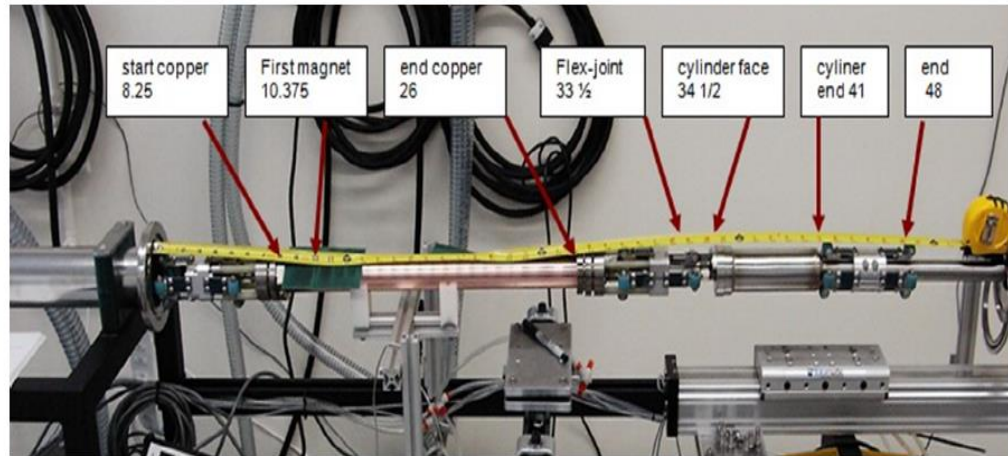 start copper
8.25
First magnet
10.375
end copper
26
Flex-joint
33 ½
cylinder face
34 1/2
cyliner
end 41
end
48